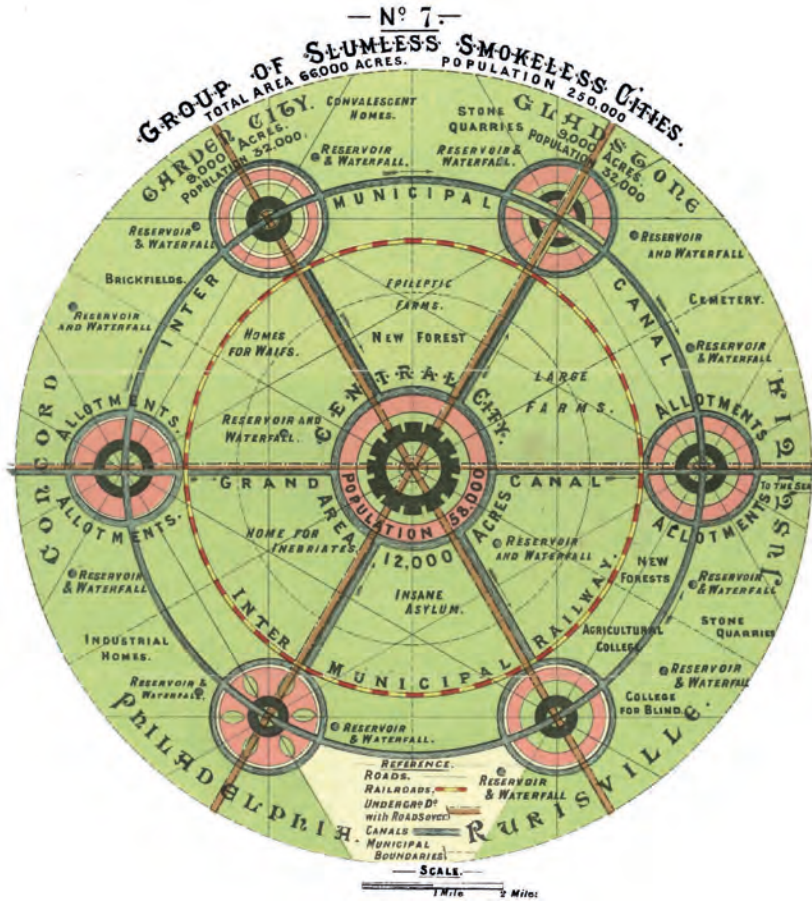 — Nº 7. —
GROUP OF SLUMLESS SMOKELESS CITIES.
TOTAL AREA 66,000 ACRES. POPULATION 250,000
GARDEN CITY.
9,000 ACRES.
POPULATION 32,000.
CONVALESCENT
HOMES.
STONE
QUARRIES
GLADSTONE
9,000 ACRES.
POPULATION
32,000
RESERVOIR
& WATERFALL.
RESERVOIR &
WATERFALL.
INTER MUNICIPAL CANAL
RESERVOIR
& WATERFALL
RESERVOIR
AND WATERFALL
BRICKFIELDS.
EPILEPTIC
FARMS.
CEMETERY.
RESERVOIR
AND WATERFALL
HOMES
FOR WAIFS.
NEW FOREST
RESERVOIR
& WATERFALL
LARGE
FARMS.
CENTRAL CITY.
CONCORD
ALLOTMENTS.
ALLOTMENTS
JUSTITIA
RESERVOIR AND
WATERFALL.
GRAND CANAL
POPULATION 58,000.
TO THE SEA
ALLOTMENTS.
ALLOTMENTS
AREA 12,000 ACRES
HOME FOR
INEBRIATES.
RESERVOIR
AND WATERFALL
RESERVOIR
& WATERFALL
INSANE
ASYLUM.
NEW
FORESTS
RESERVOIR
& WATERFALL
INTER MUNICIPAL RAILWAY.
STONE
QUARRIES
INDUSTRIAL
HOMES.
AGRICULTURAL
COLLEGE
RESERVOIR
& WATERFALL
RESERVOIR &
WATERFALL.
COLLEGE
FOR BLIND.
PHILADELPHIA.
RESERVOIR
& WATERFALL.
RURISVILLE.
REFERENCE.
ROADS.
RAILROADS.
UNDERGRD Dº
with ROADS OVER
CANALS
MUNICIPAL
BOUNDARIES
RESERVOIR
& WATERFALL
— SCALE. —
1 Mile 2 Miles